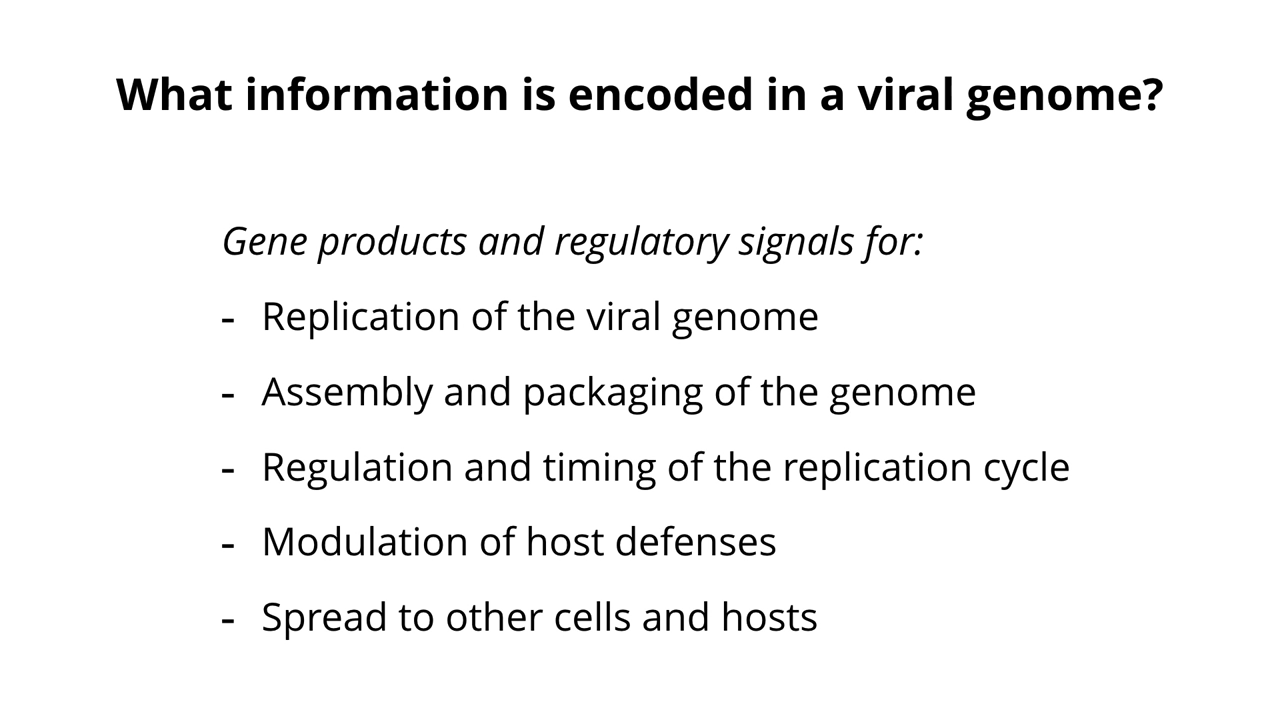 What information is encoded in a viral genome?
Gene products and regulatory signals for:
- Replication of the viral genome
- Assembly and packaging of the genome
- Regulation and timing of the replication cycle
- Modulation of host defenses
- Spread to other cells and hosts